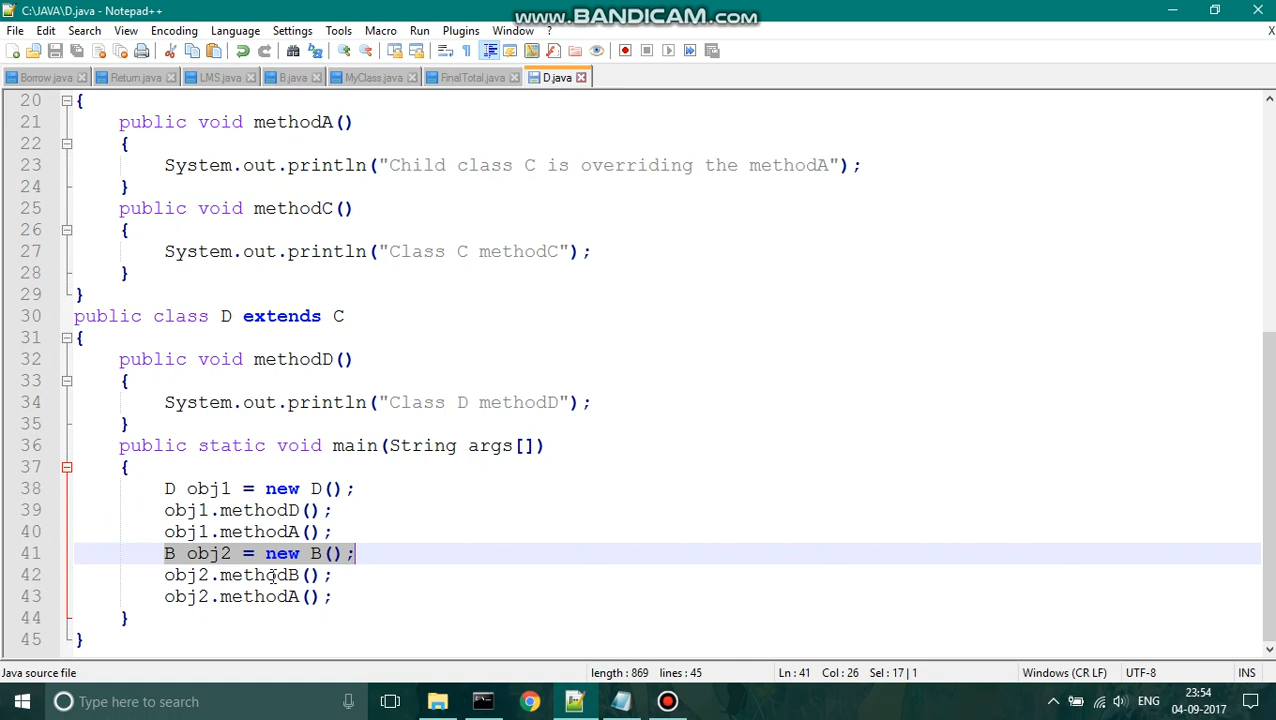 C:\JAVA\D.java - Notepad++
www.BANDICAM.com
File Edit Search View Encoding Language Settings Tools Macro Run Plugins Window ? X
Borrow.java Return.java LMS.java B.java MyClass.java FinalTotal.java D.java
20 {
21 public void methodA()
22 {
23 System.out.println("Child class C is overriding the methodA");
24 }
25 public void methodC()
26 {
27 System.out.println("Class C methodC");
28 }
29 }
30 public class D extends C
31 {
32 public void methodD()
33 {
34 System.out.println("Class D methodD");
35 }
36 public static void main(String args[])
37 {
38 D obj1 = new D();
39 obj1.methodD();
40 obj1.methodA();
41 B obj2 = new B();
42 obj2.methodB();
43 obj2.methodA();
44 }
45 }
Java source file length : 869 lines : 45 Ln : 41 Col : 26 Sel : 17 | 1 Windows (CR LF) UTF-8 INS
Type here to search ENG 23:54
04-09-2017